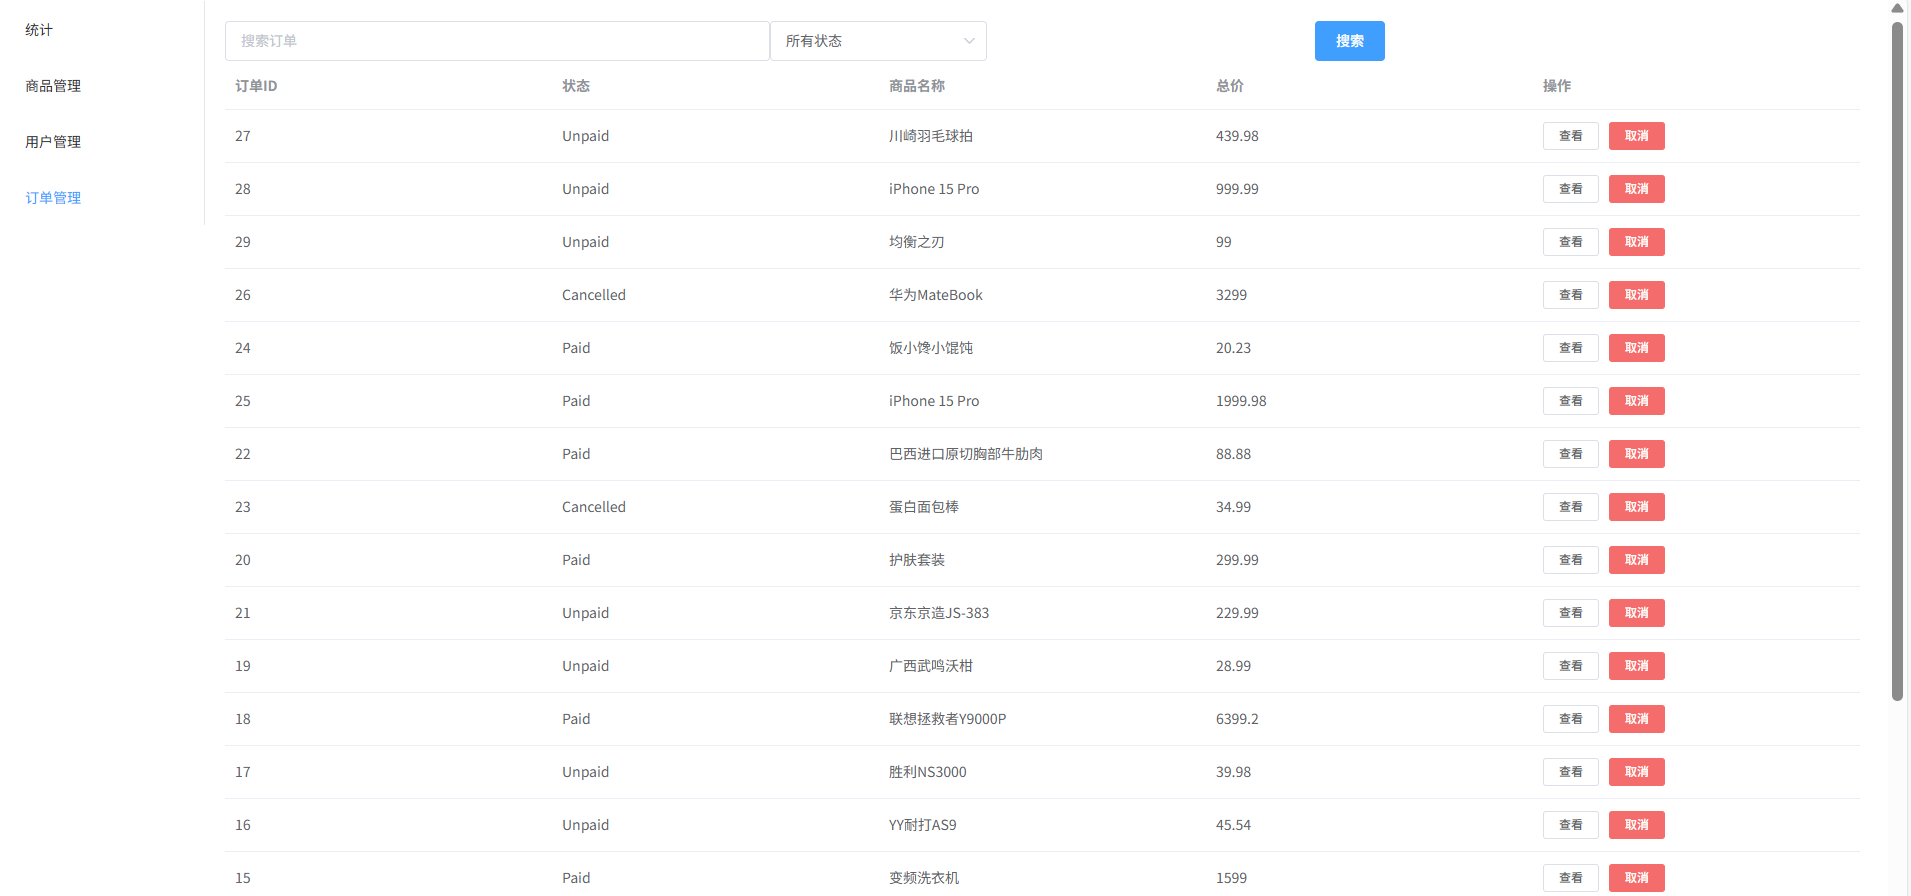 统计
商品管理
用户管理
订单管理
搜索订单 所有状态 搜索
订单ID 状态 商品名称 总价 操作
27 Unpaid 川崎羽毛球拍 439.98 查看 取消
28 Unpaid iPhone 15 Pro 999.99 查看 取消
29 Unpaid 均衡之刃 99 查看 取消
26 Cancelled 华为MateBook 3299 查看 取消
24 Paid 饭小馋小馄饨 20.23 查看 取消
25 Paid iPhone 15 Pro 1999.98 查看 取消
22 Paid 巴西进口原切胸部牛肋肉 88.88 查看 取消
23 Cancelled 蛋白面包棒 34.99 查看 取消
20 Paid 护肤套装 299.99 查看 取消
21 Unpaid 京东京造JS-383 229.99 查看 取消
19 Unpaid 广西武鸣沃柑 28.99 查看 取消
18 Paid 联想拯救者Y9000P 6399.2 查看 取消
17 Unpaid 胜利NS3000 39.98 查看 取消
16 Unpaid YY耐打AS9 45.54 查看 取消
15 Paid 变频洗衣机 1599 查看 取消